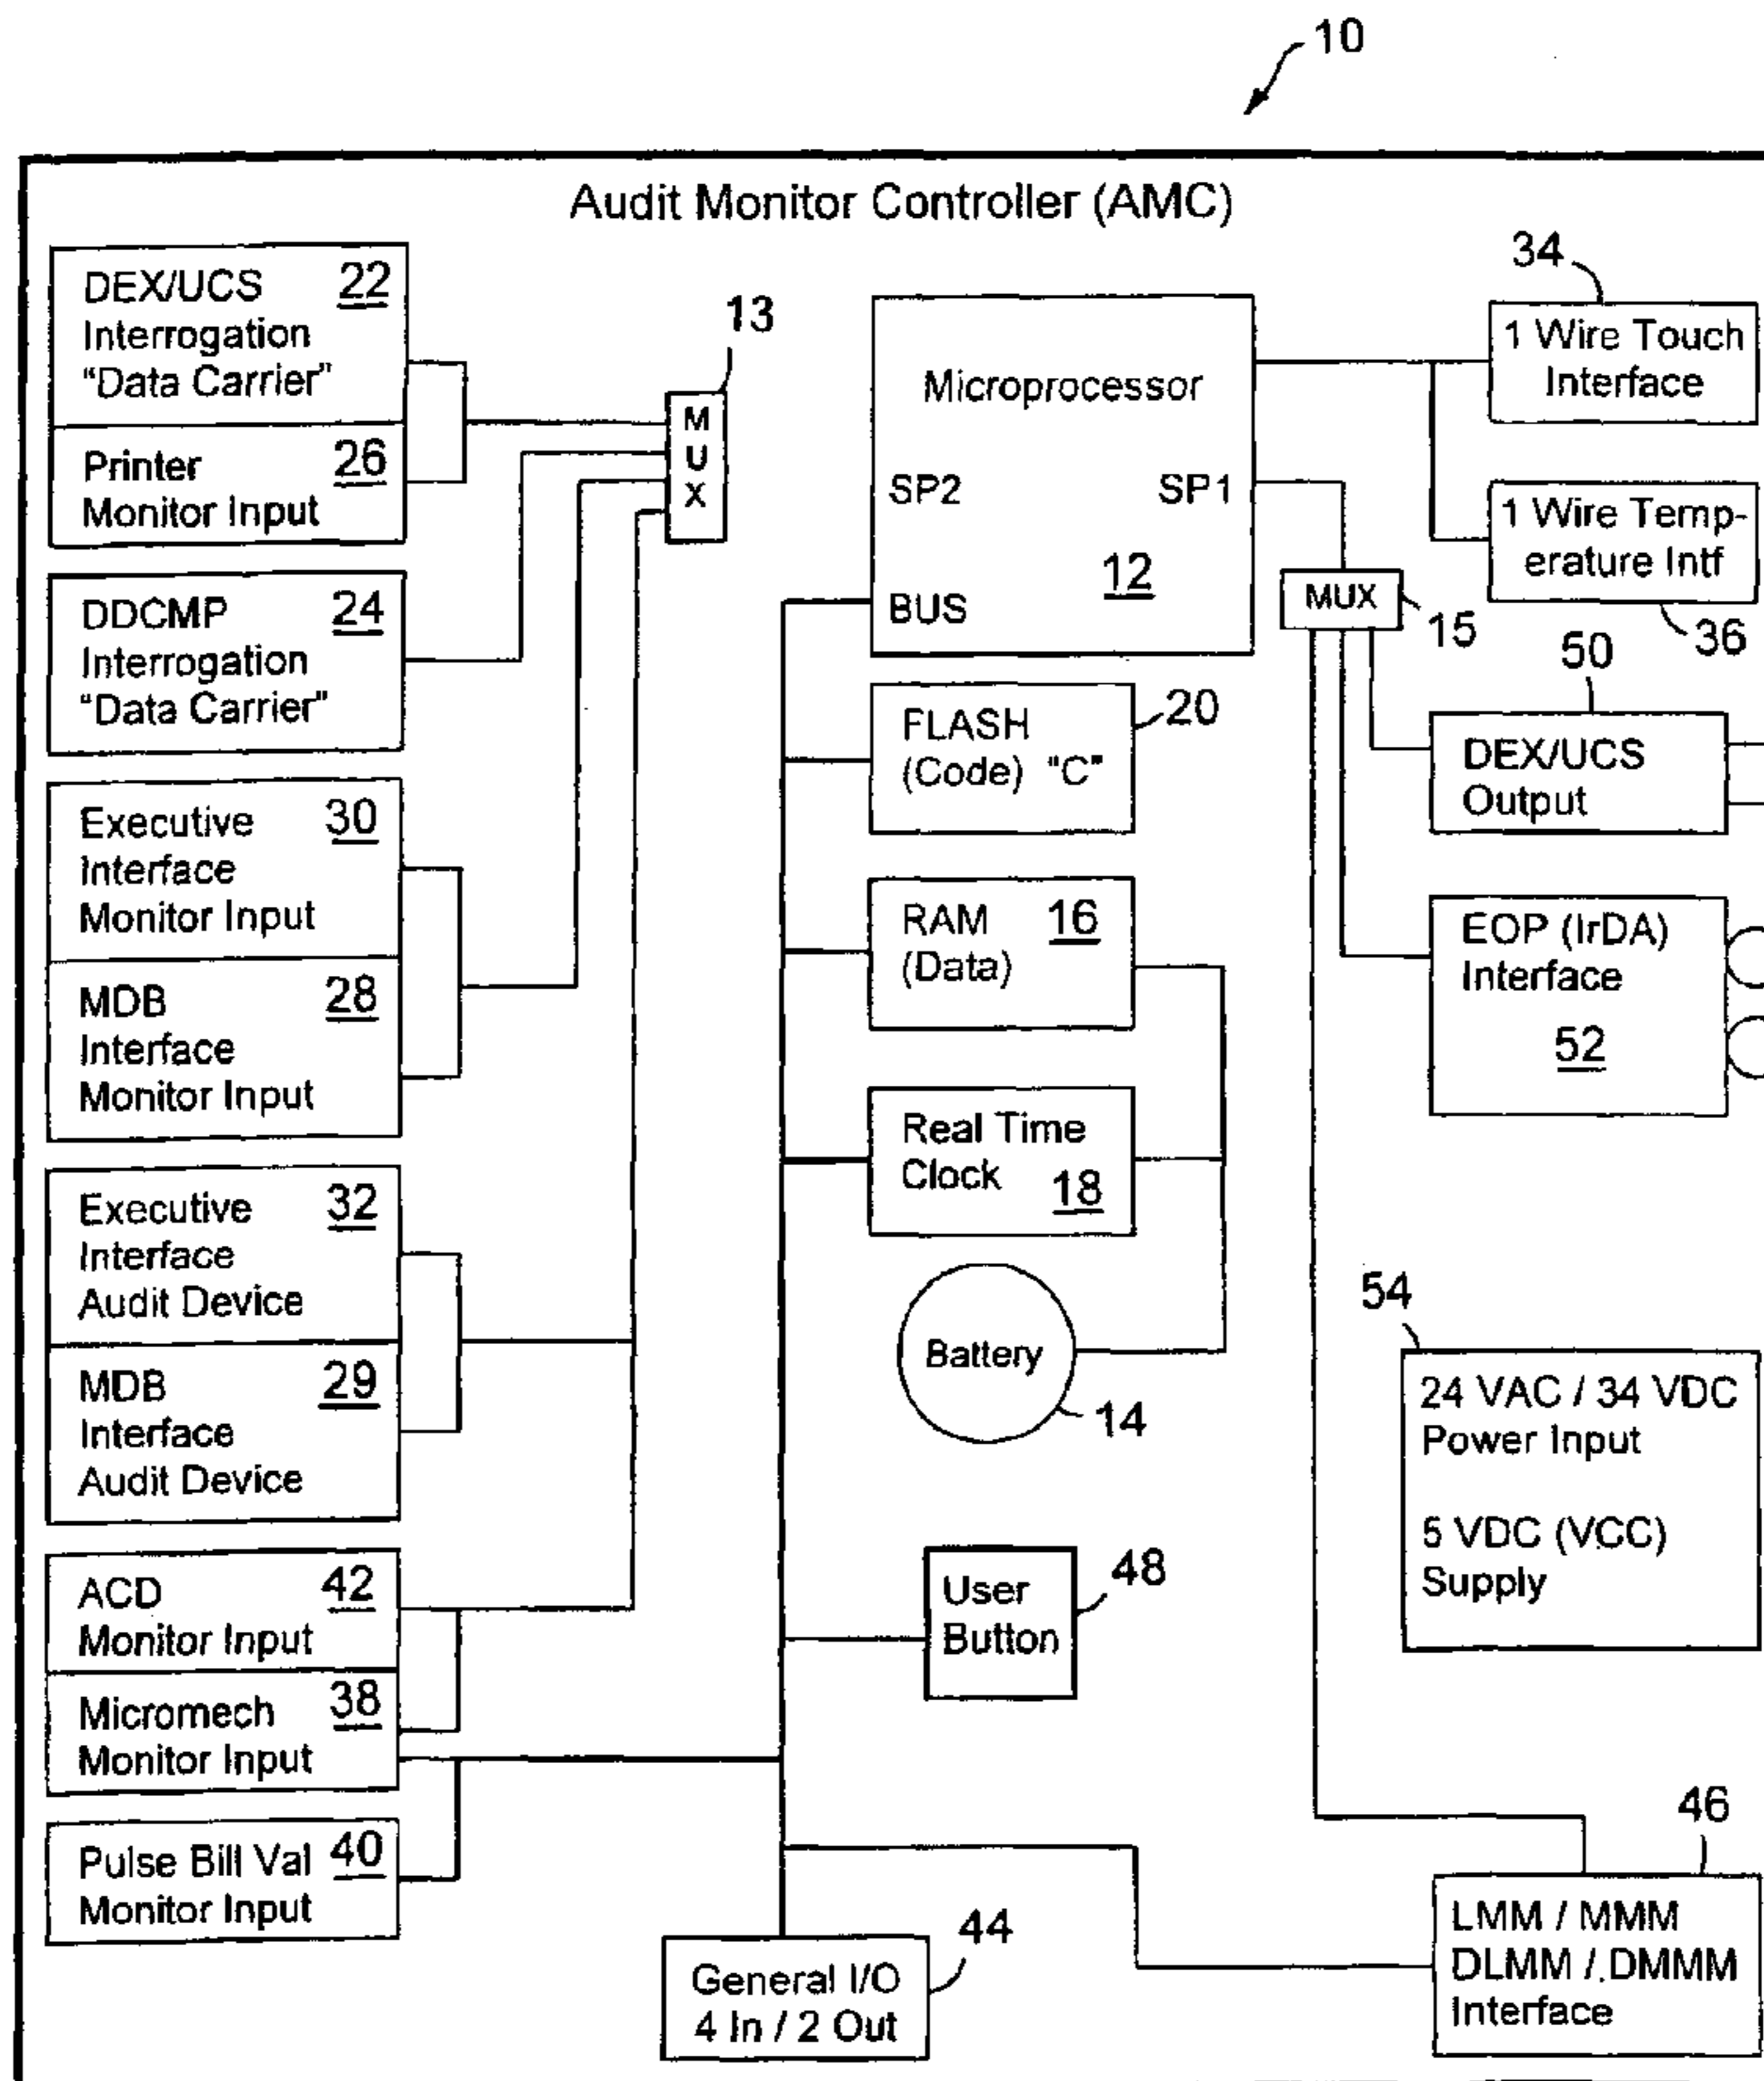 10
Audit Monitor Controller (AMC)
DEX/UCS 22
Interrogation
“Data Carrier”
Printer 26
Monitor Input
DDCMP 24
Interrogation
“Data Carrier”
Executive 30
Interface
Monitor Input
MDB 28
Interface
Monitor Input
Executive 32
Interface
Audit Device
MDB 29
Interface
Audit Device
ACD 42
Monitor Input
Micromech 38
Monitor Input
Pulse Bill Val 40
Monitor Input
13
M
U
X
Microprocessor
SP2 SP1
12
BUS
FLASH
(Code) "C"
20
RAM 16
(Data)
Real Time
Clock 18
Battery
14
User
Button
48
General I/O
4 In / 2 Out
44
34
1 Wire Touch
Interface
1 Wire Temp-
erature Intf
36
MUX
15
50
DEX/UCS
Output
EOP (IrDA)
Interface
52
54
24 VAC / 34 VDC
Power Input
5 VDC (VCC)
Supply
46
LMM / MMM
DLMM /.DMMM
Interface